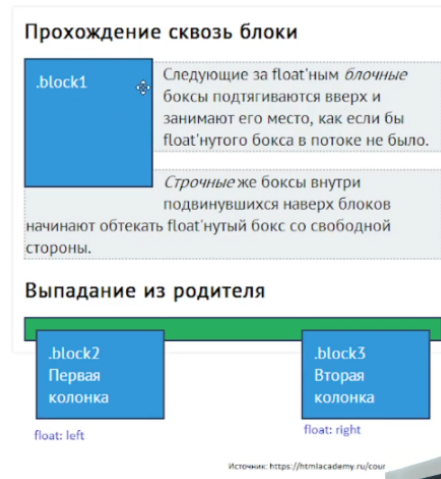 Прохождение сквозь блоки
.block1
Следующие за float'ным блочные
боксы подтягиваются вверх и
занимают его место, как если бы
float'нутого бокса в потоке не было.
Строчные же боксы внутри
подвинувшихся наверх блоков
начинают обтекать float'нутый бокс со свободной
стороны.
Выпадание из родителя
.block2
Первая
колонка
.block3
Вторая
колонка
float: left
float: right
Источник: https://htmlacademy.ru/cour